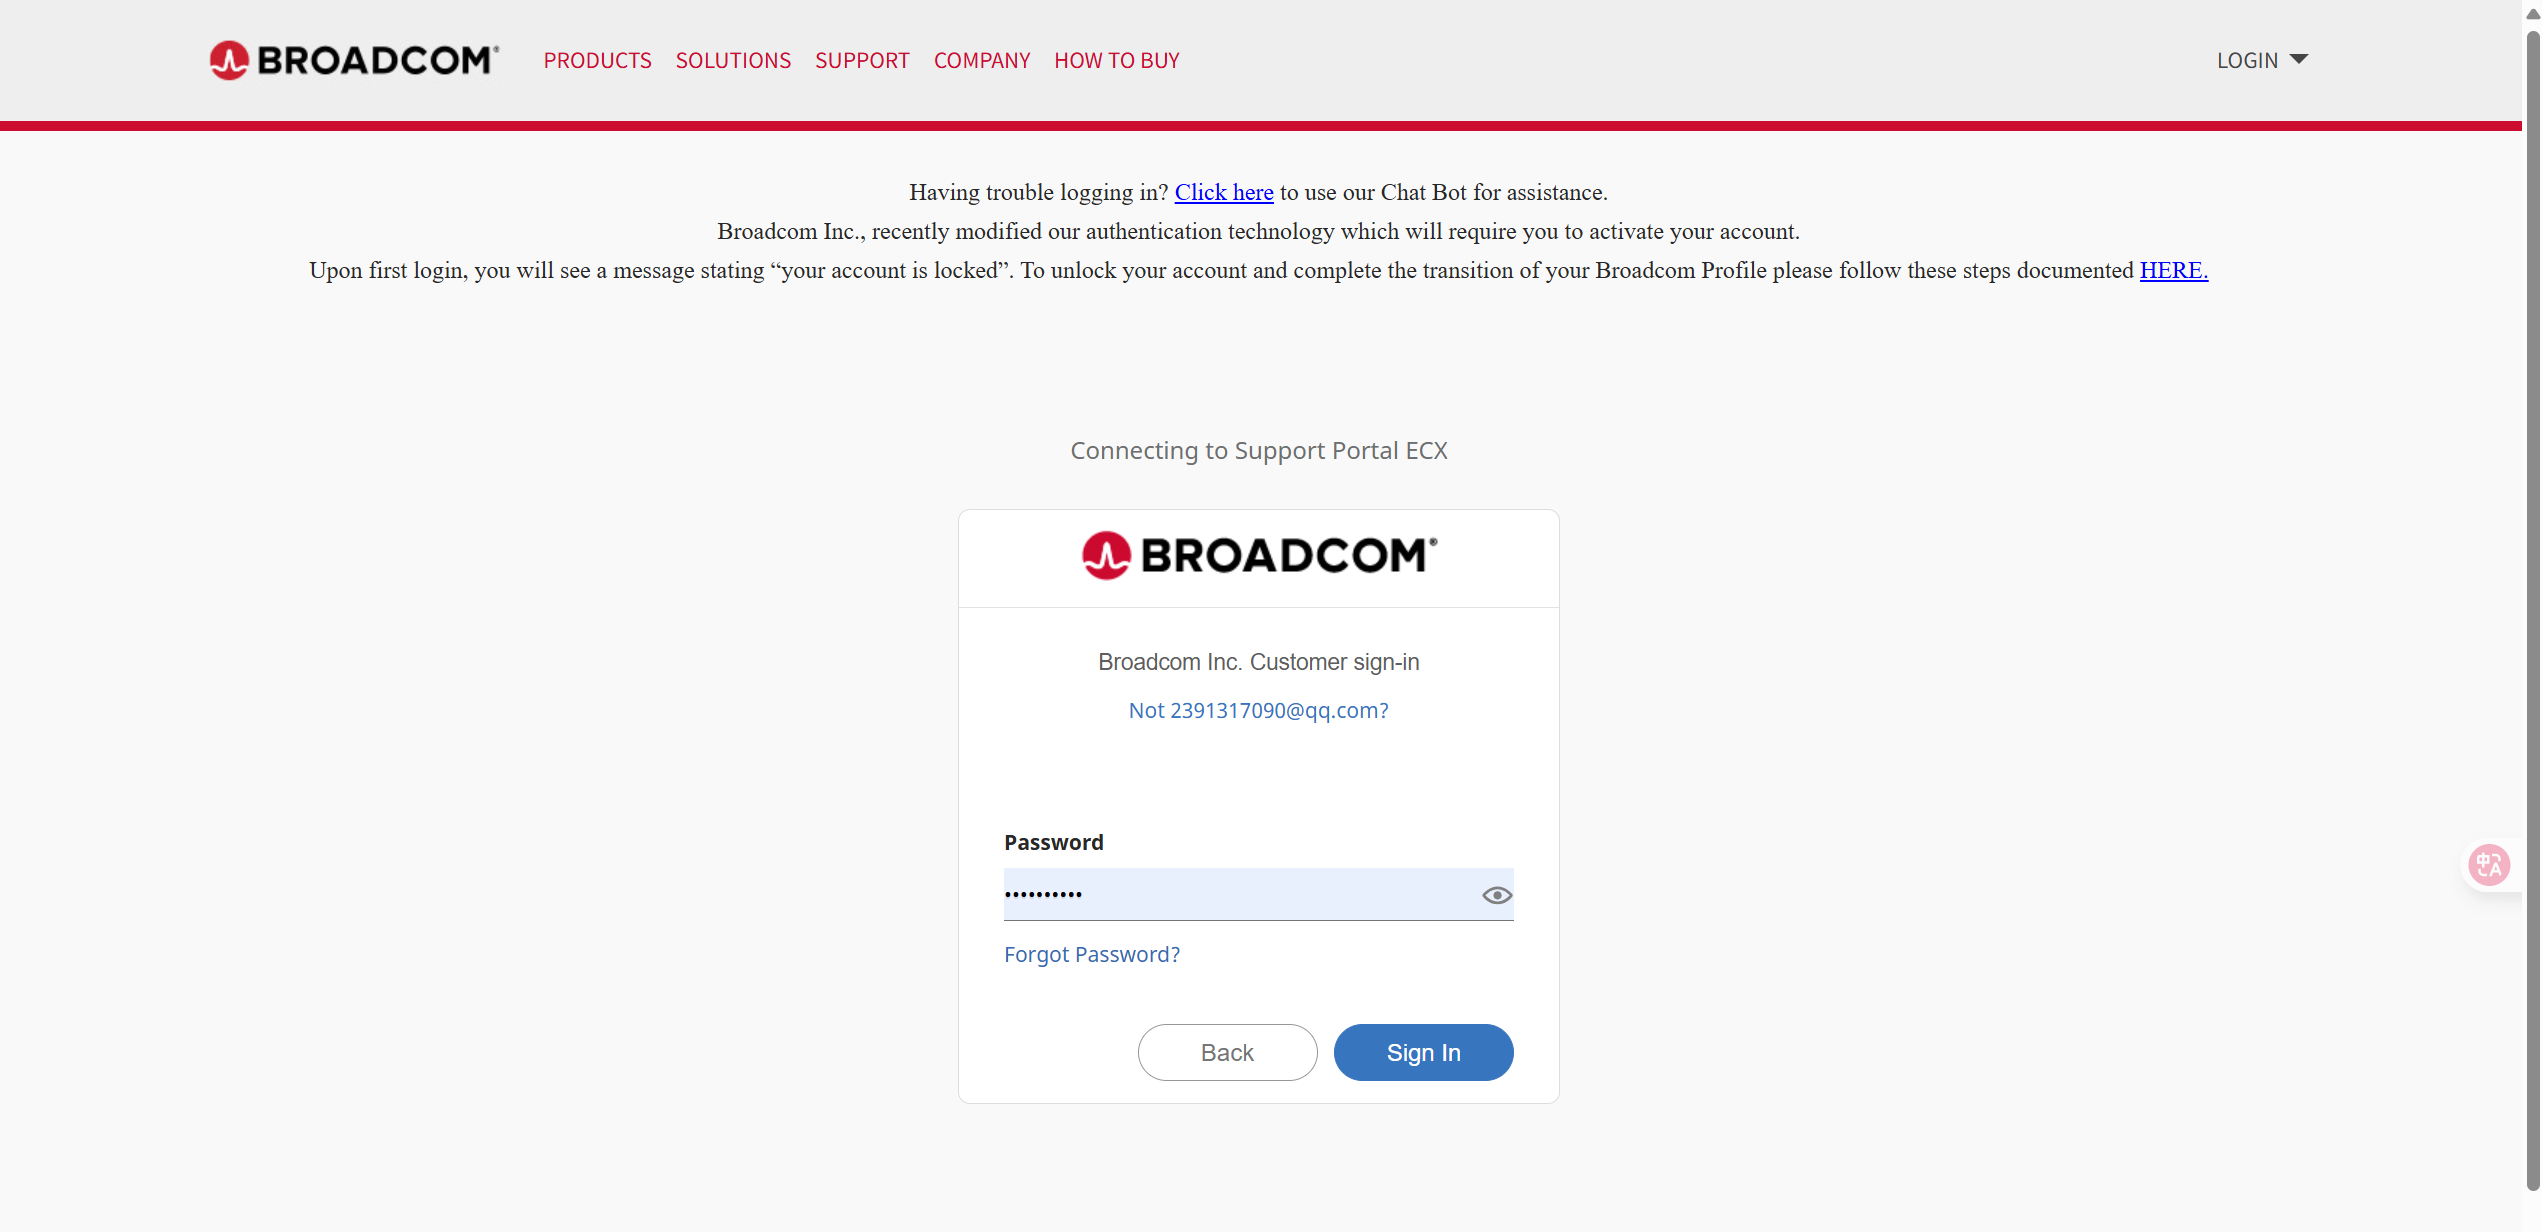 BROADCOM®
PRODUCTS SOLUTIONS SUPPORT COMPANY HOW TO BUY
LOGIN
Having trouble logging in? Click here to use our Chat Bot for assistance.
Broadcom Inc., recently modified our authentication technology which will require you to activate your account.
Upon first login, you will see a message stating “your account is locked”. To unlock your account and complete the transition of your Broadcom Profile please follow these steps documented HERE.
Connecting to Support Portal ECX
BROADCOM®
Broadcom Inc. Customer sign-in
Not 2391317090@qq.com?
Password
••••••••••
Forgot Password?
Back
Sign In
中A